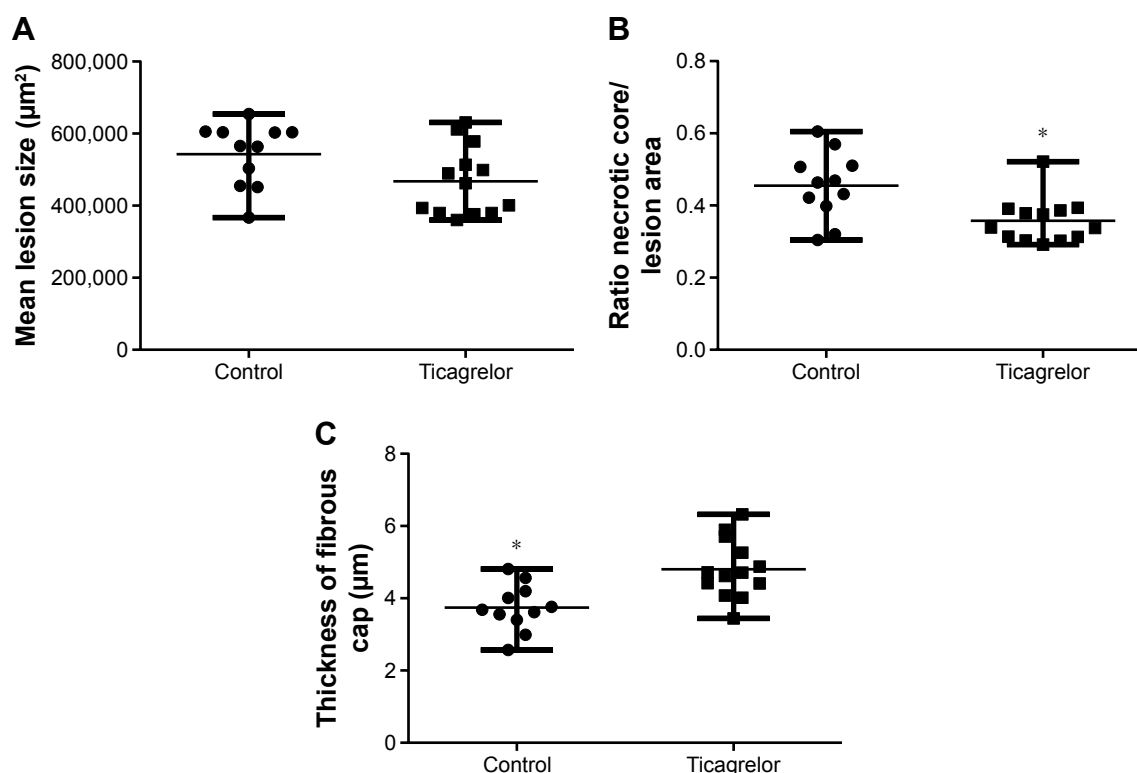 A
Mean lesion size (µm²)
800,000
600,000
400,000
200,000
0
Control
Ticagrelor
B
Ratio necrotic core/
lesion area
0.8
0.6
0.4
0.2
0.0
*
Control
Ticagrelor
C
Thickness of fibrous
cap (µm)
8
6
4
2
0
*
Control
Ticagrelor